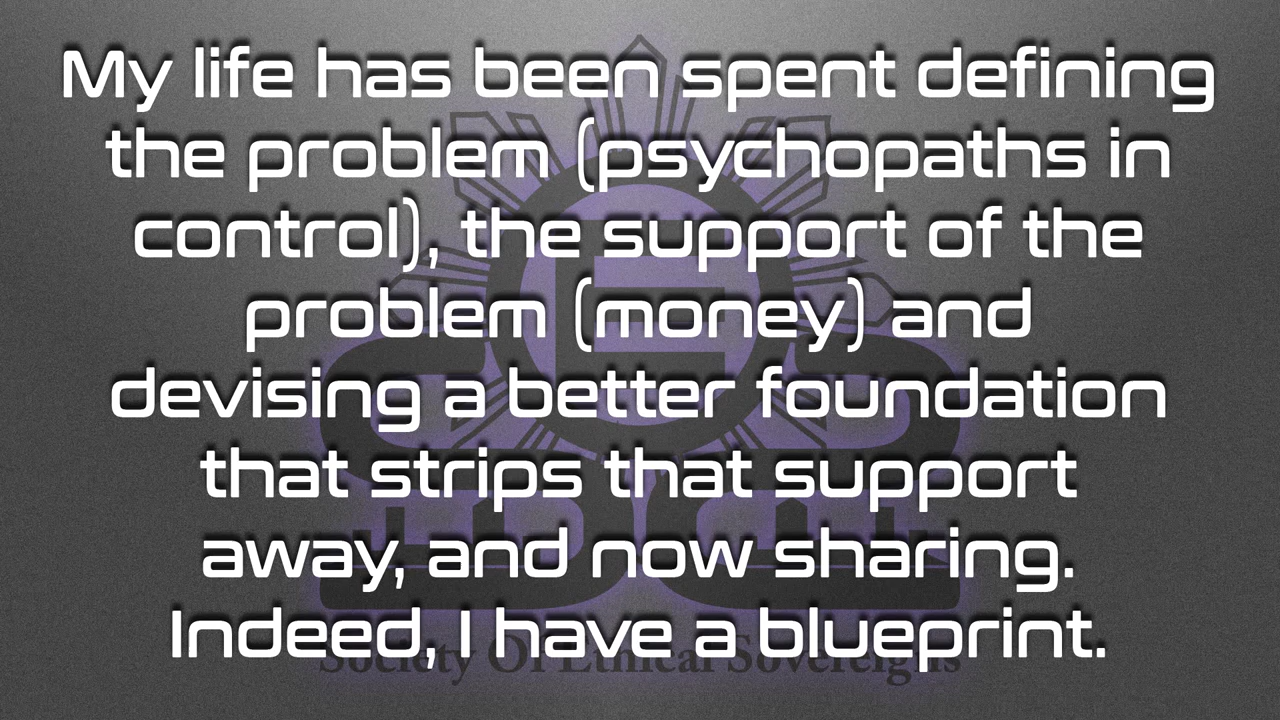 My life has been spent defining
the problem (psychopaths in
control), the support of the
problem (money) and
devising a better foundation
that strips that support
away, and now sharing.
Indeed, I have a blueprint.
Society Of Ethical Sovereigns